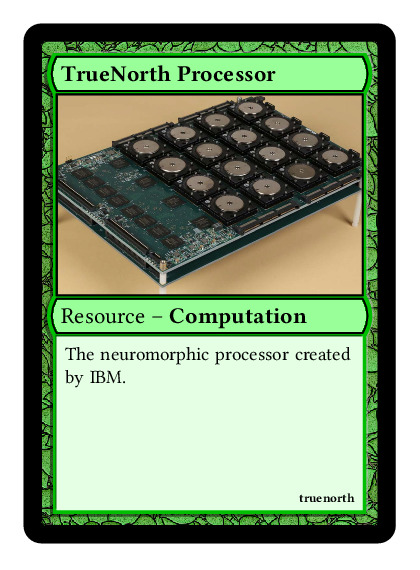 TrueNorth Processor
Resource – Computation
The neuromorphic processor created
by IBM.
truenorth